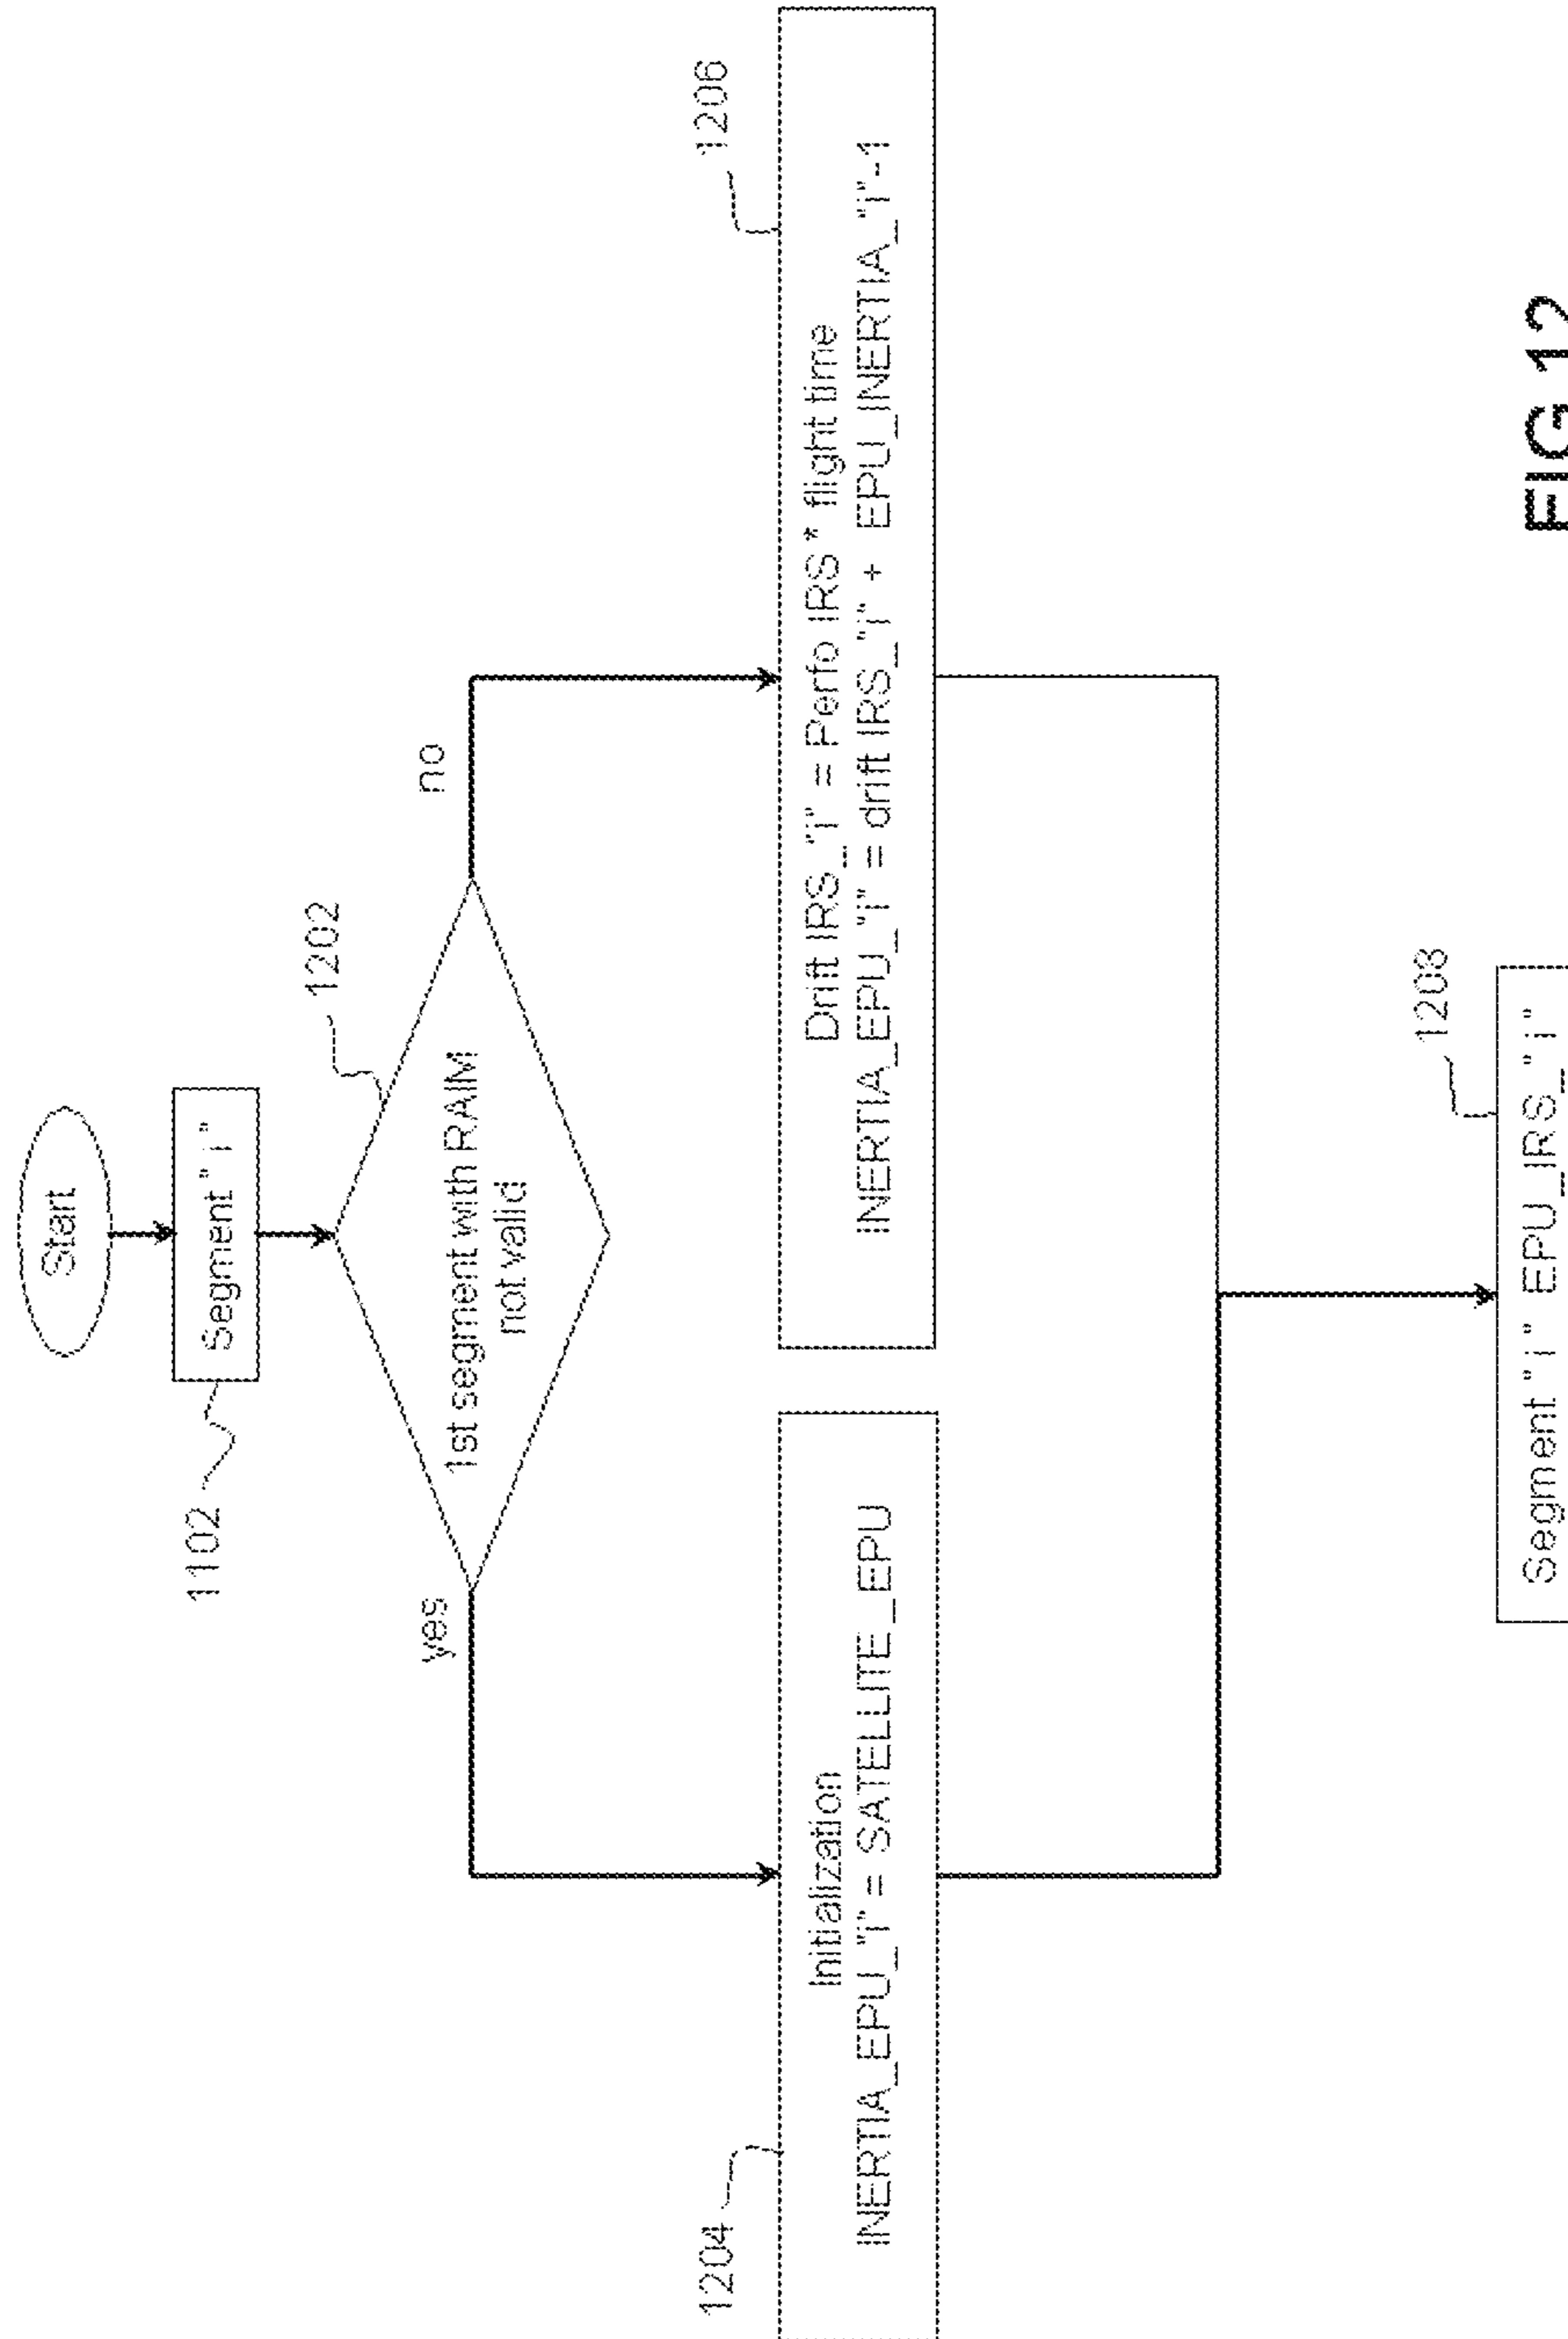 Start
Segment "i"
1102
1202
1st segment with RAIM
not valid
yes
no
1204
Initialization
INERTIA_EPU_"i" = SATELLITE_EPU
1206
Drift IRS_"i" = Perfo IRS * flight time
INERTIA_EPU_"i" = drift IRS_"i" + EPU_INERTIA_"i"-1
1208
Segment "i" EPU_IRS_"i"
FIG 12